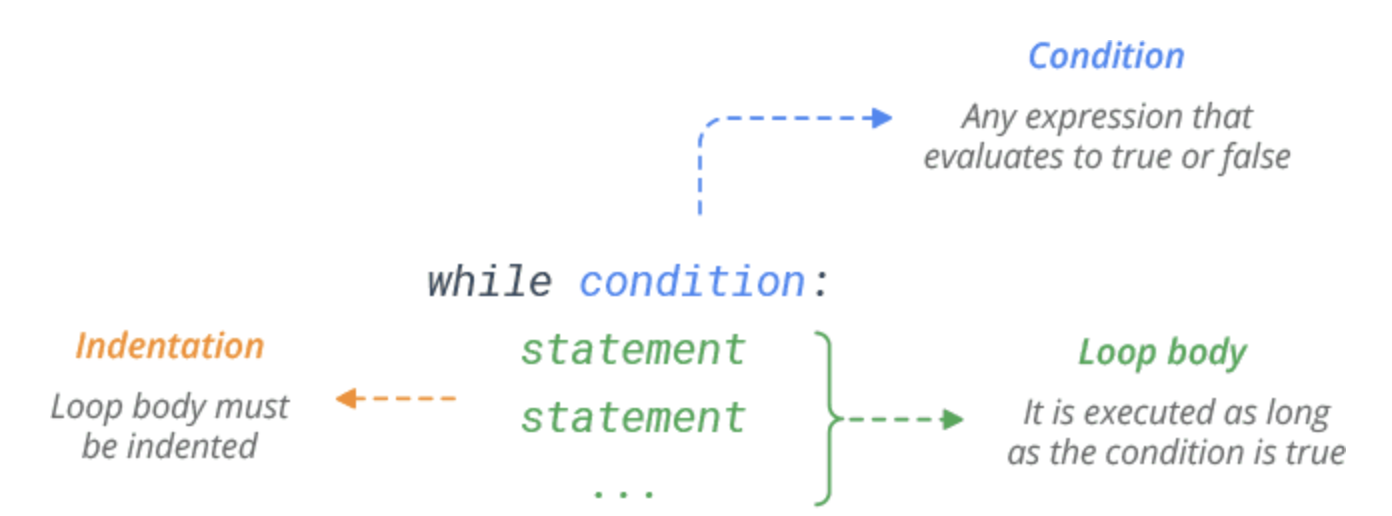 Condition
Any expression that
evaluates to true or false
while condition:
statement
statement
...
Indentation
Loop body must
be indented
Loop body
It is executed as long
as the condition is true